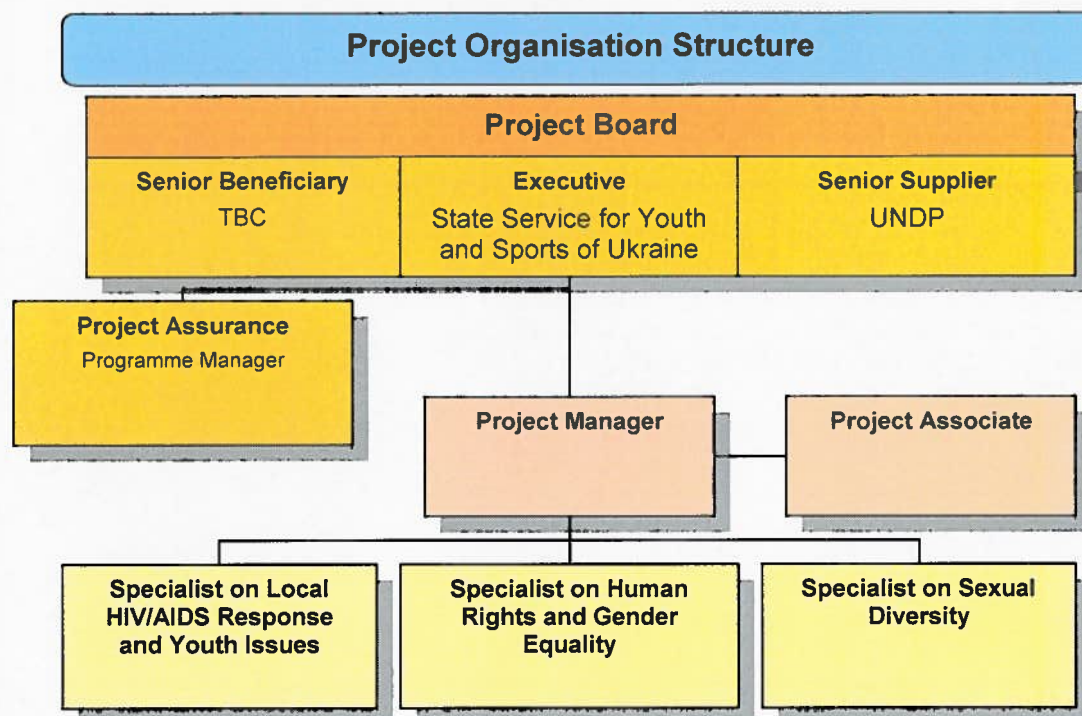 Project Organisation Structure
Project Board
Senior Beneficiary
TBC
Executive
State Service for Youth
and Sports of Ukraine
Senior Supplier
UNDP
Project Assurance
Programme Manager
Project Manager
Project Associate
Specialist on Local
HIV/AIDS Response
and Youth Issues
Specialist on Human
Rights and Gender
Equality
Specialist on Sexual
Diversity